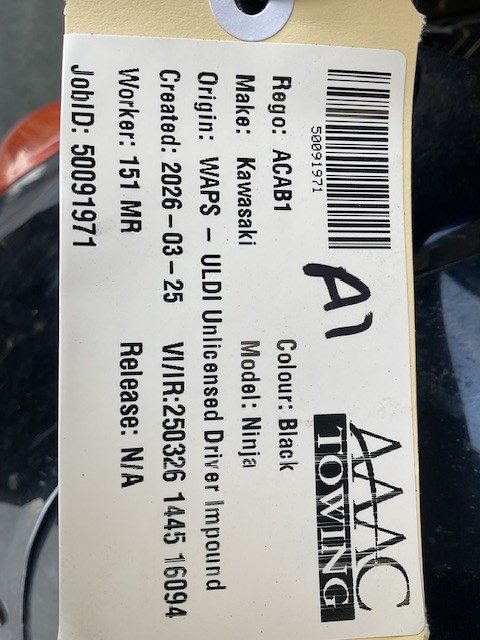 50091971
A1
AAAC
TOWING
Rego: ACAB1 Colour: Black
Make: Kawasaki Model: Ninja
Origin: WAPS - ULDI Unlicensed Driver Impound
Created: 2026-03-25 VI/IR:250326 1445 16094
Worker: 151 MR Release: N/A
JobID: 50091971